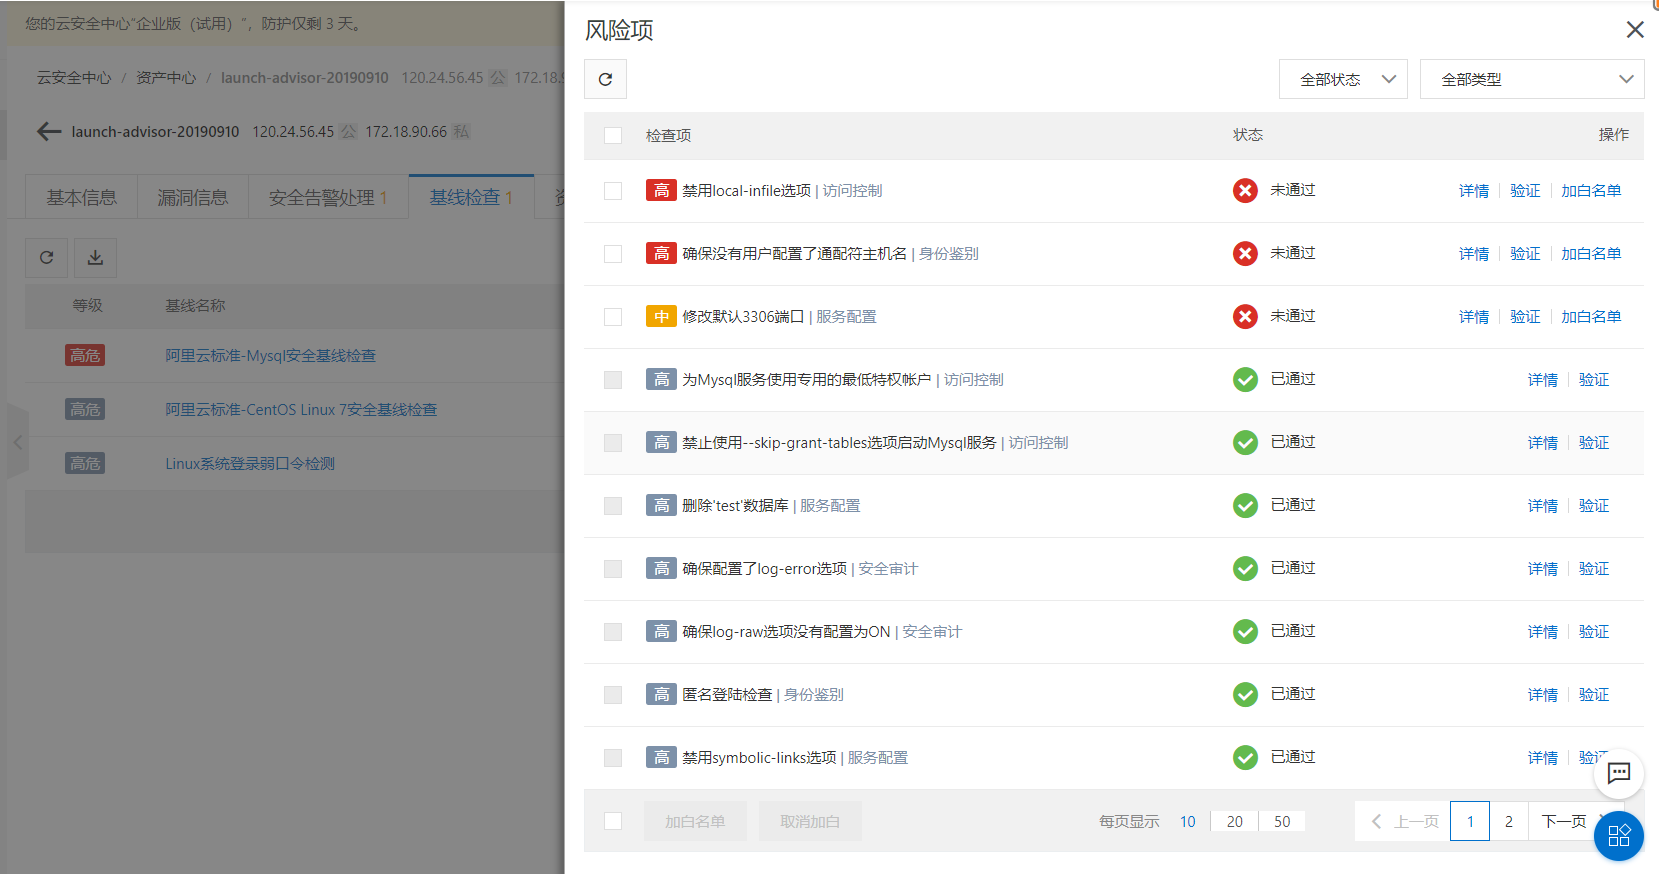 您的云安全中心“企业版（试用）”，防护仅剩 3 天。
云安全中心 / 资产中心 / launch-advisor-20190910 120.24.56.45 公 172.18.9
launch-advisor-20190910 120.24.56.45 公 172.18.90.66 私
基本信息 漏洞信息 安全告警处理 1 基线检查 1
等级 基线名称
高危 阿里云标准-Mysql安全基线检查
高危 阿里云标准-CentOS Linux 7安全基线检查
高危 Linux系统登录弱口令检测
风险项
全部状态 全部类型
检查项 状态 操作
高 禁用local-infile选项 | 访问控制 未通过 详情 验证 加白名单
高 确保没有用户配置了通配符主机名 | 身份鉴别 未通过 详情 验证 加白名单
中 修改默认3306端口 | 服务配置 未通过 详情 验证 加白名单
高 为Mysql服务使用专用的最低特权帐户 | 访问控制 已通过 详情 验证
高 禁止使用--skip-grant-tables选项启动Mysql服务 | 访问控制 已通过 详情 验证
高 删除'test'数据库 | 服务配置 已通过 详情 验证
高 确保配置了log-error选项 | 安全审计 已通过 详情 验证
高 确保log-raw选项没有配置为ON | 安全审计 已通过 详情 验证
高 匿名登陆检查 | 身份鉴别 已通过 详情 验证
高 禁用symbolic-links选项 | 服务配置 已通过 详情 验证
加白名单 取消加白 每页显示 10 20 50 上一页 1 2 下一页